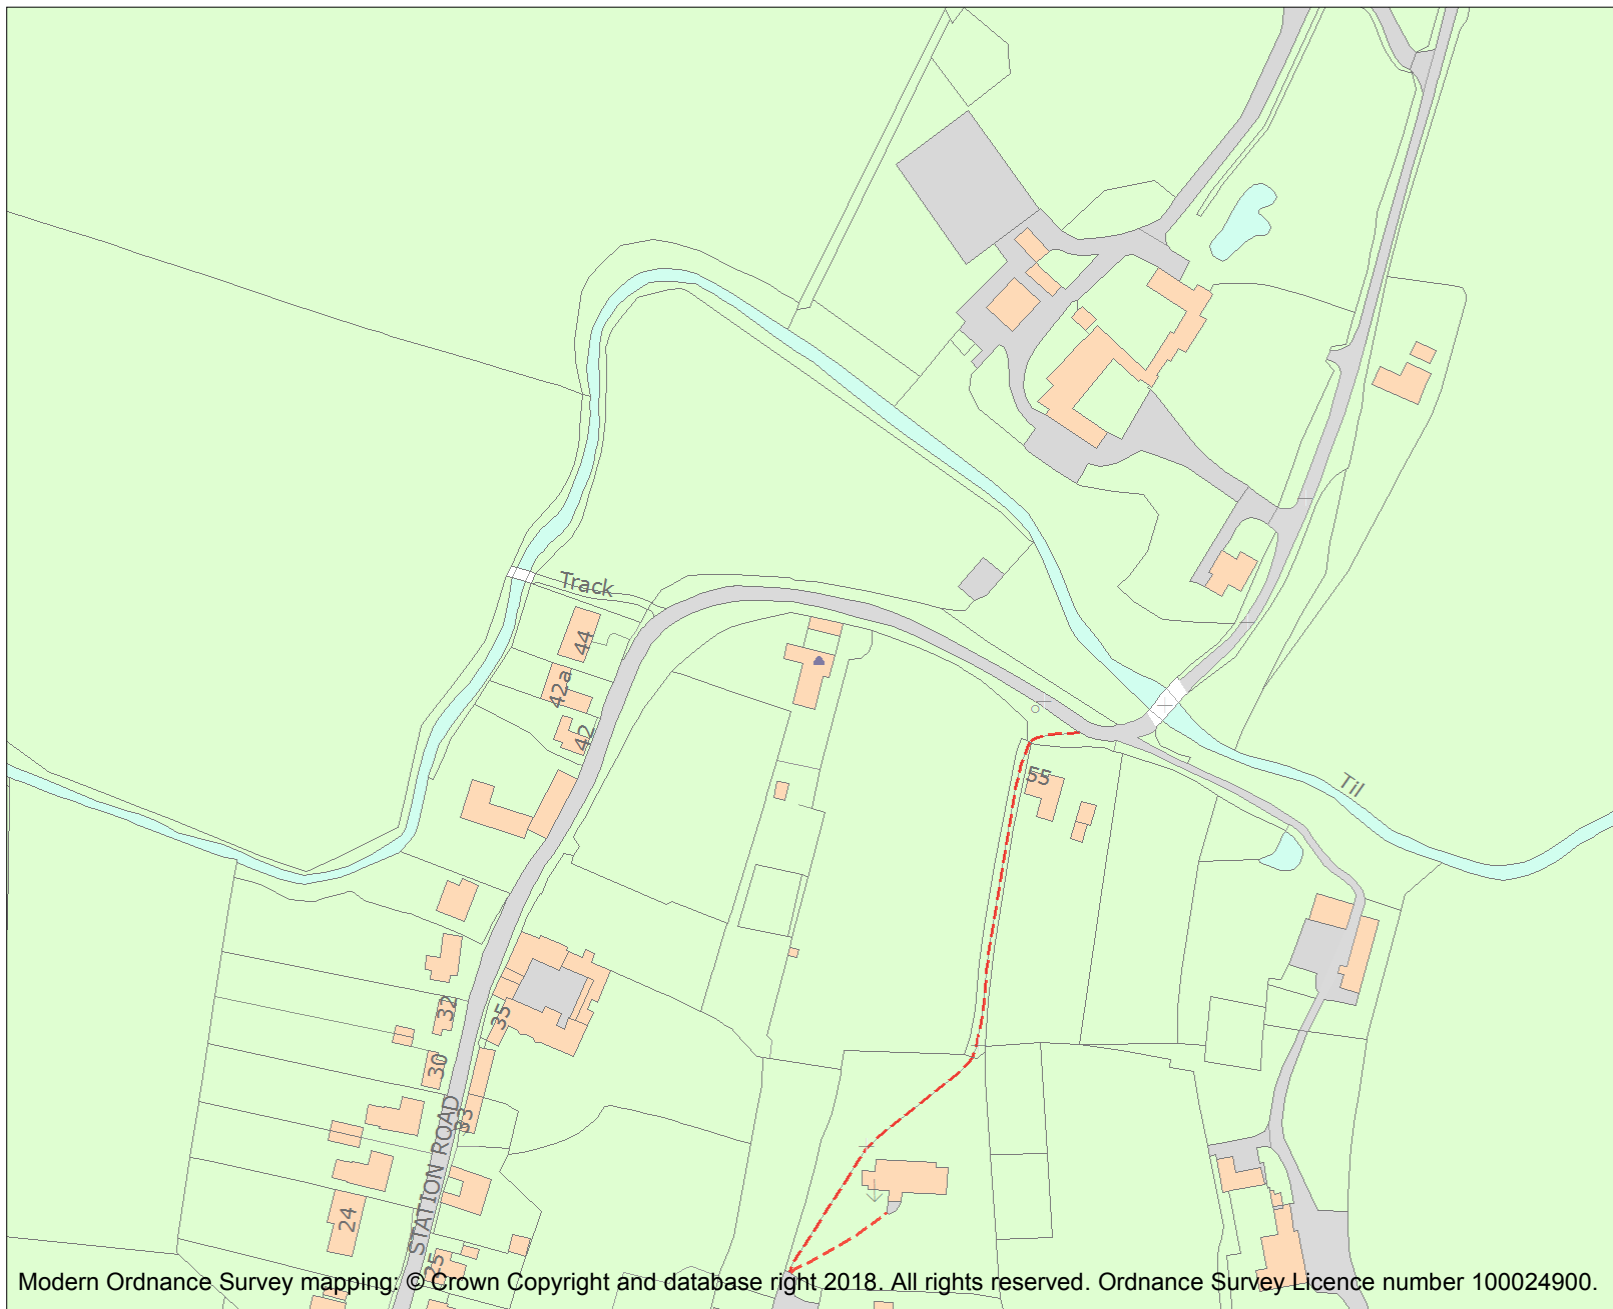 Track
44
42a
42
55
Til
32
35
30
33
STATION ROAD
24
25
Modern Ordnance Survey mapping: © Crown Copyright and database right 2018. All rights reserved. Ordnance Survey Licence number 100024900.